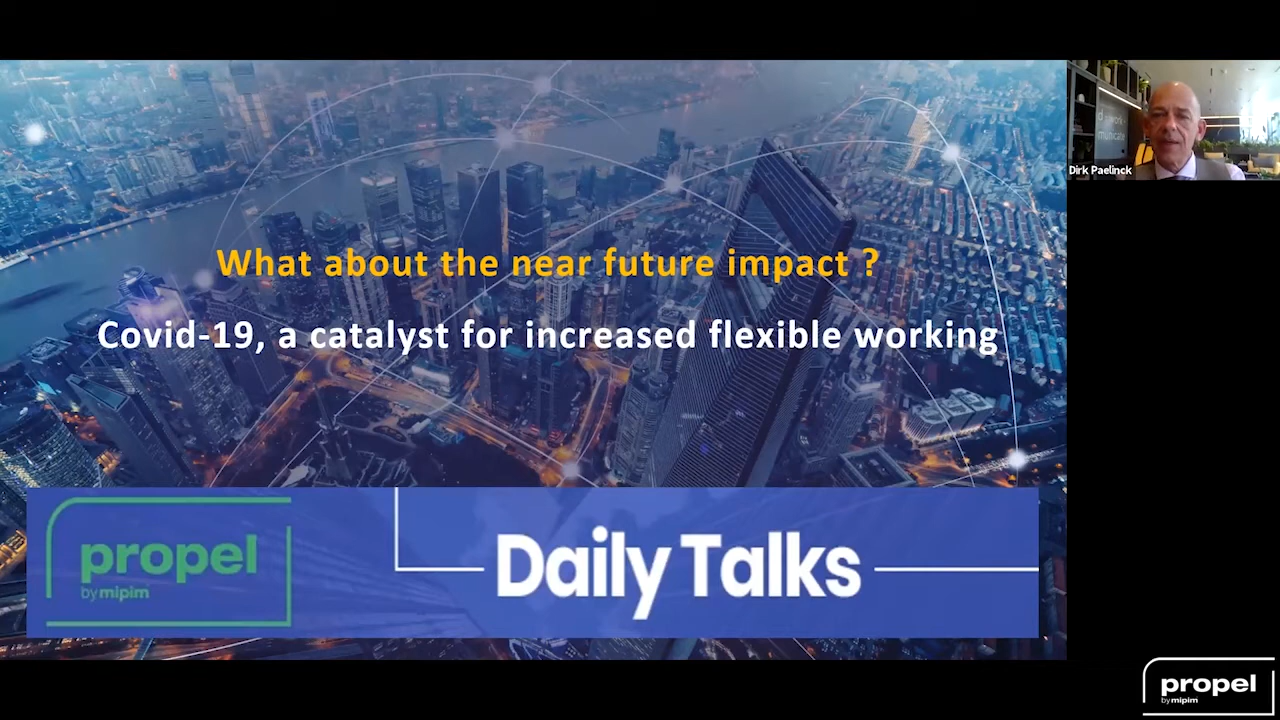 What about the near future impact ?
Covid-19, a catalyst for increased flexible working
propel
by mipim
Daily Talks
Dirk Paelinck
propel
by mipim